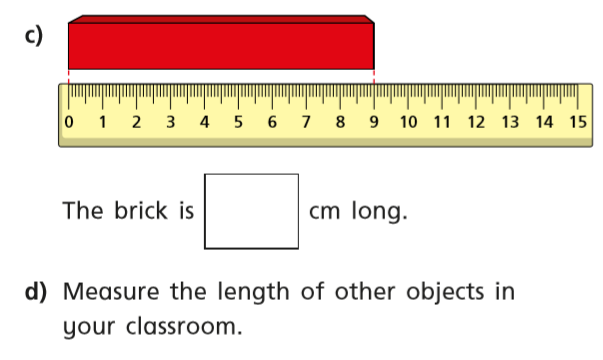 c)
0 1 2 3 4 5 6 7 8 9 10 11 12 13 14 15
The brick is cm long.
d) Measure the length of other objects in
your classroom.